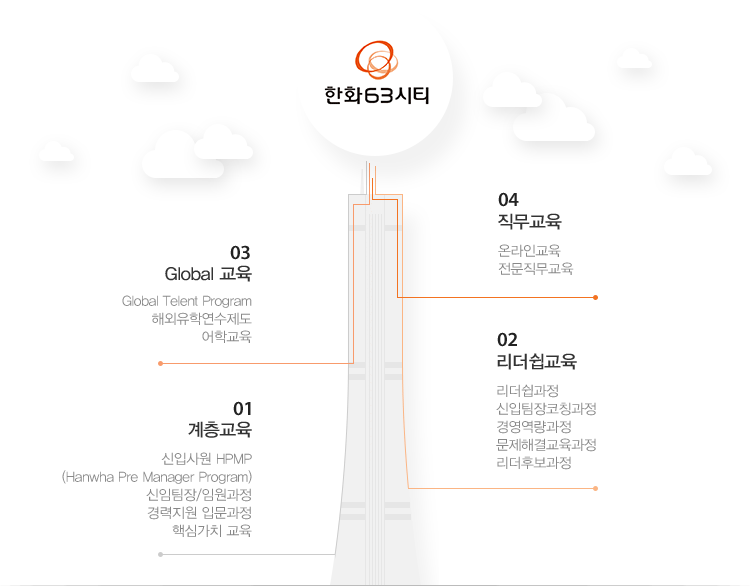 한화63시티
04
직무교육
온라인교육
전문직무교육
03
Global 교육
Global Telent Program
해외유학연수제도
어학교육
02
리더쉽교육
리더쉽과정
신입팀장코칭과정
경영역량과정
문제해결교육과정
리더후보과정
01
계층교육
신입사원 HPMP
(Hanwha Pre Manager Program)
신임팀장/임원과정
경력지원 입문과정
핵심가치 교육